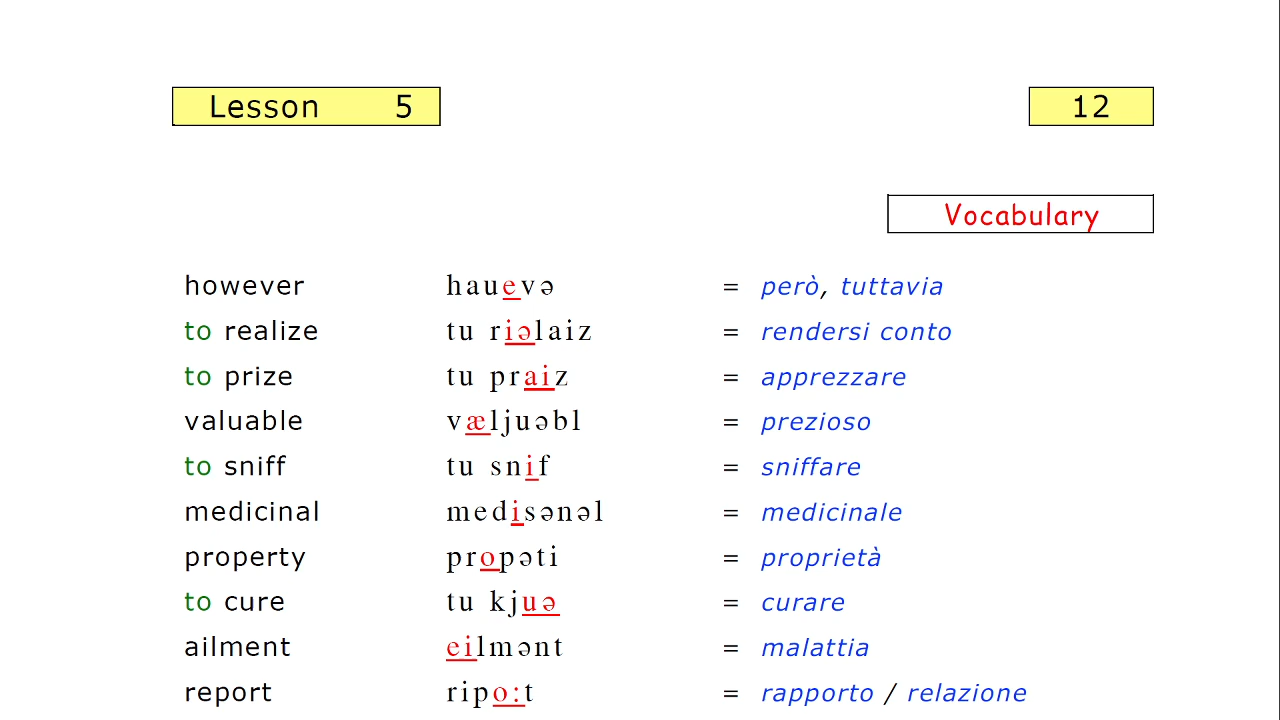 Lesson 5 12
Vocabulary
however hauevə = però, tuttavia
to realize tu riəlaiz = rendersi conto
to prize tu praiz = apprezzare
valuable væljuəbl = prezioso
to sniff tu snif = sniffare
medicinal medisənəl = medicinale
property propəti = proprietà
to cure tu kjuə = curare
ailment eilmənt = malattia
report ripo:t = rapporto / relazione